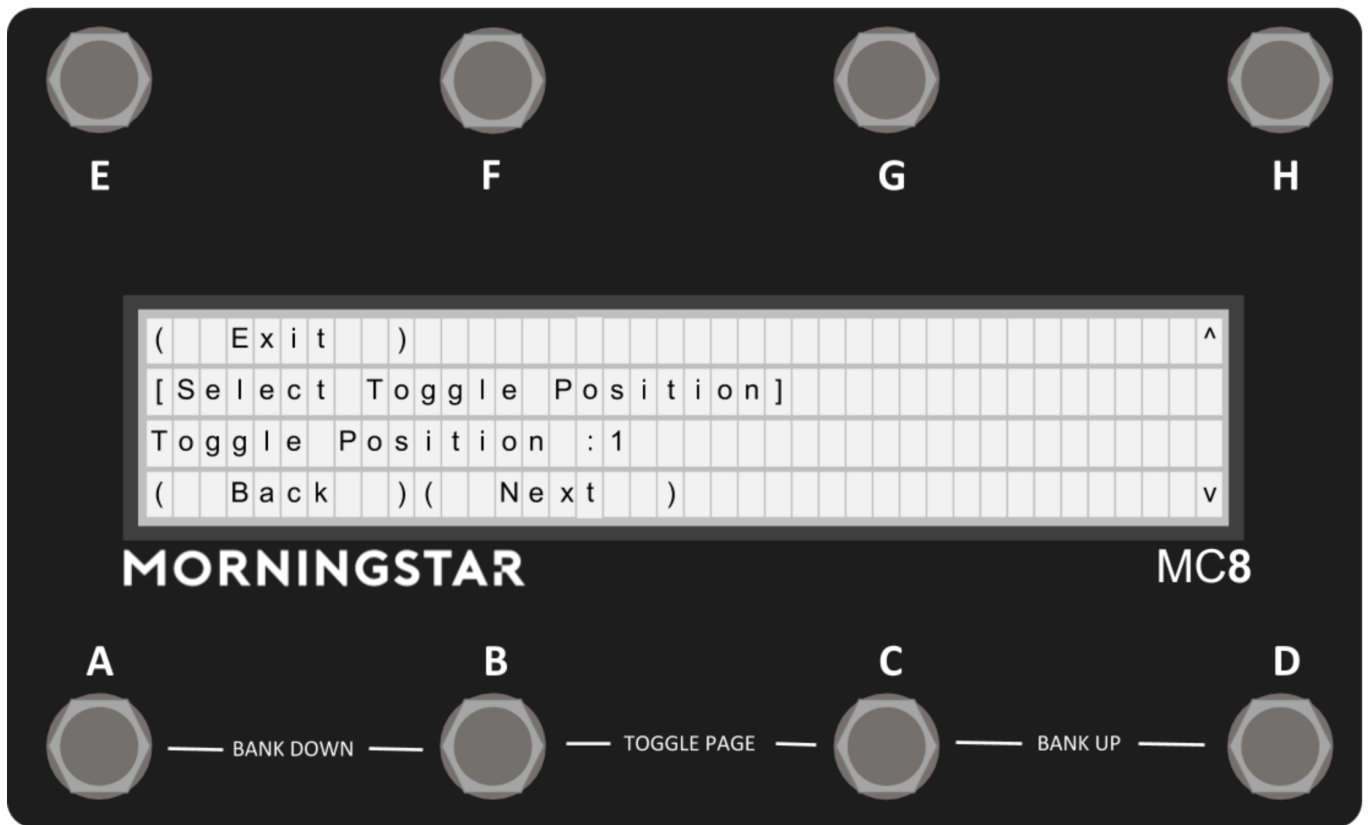 E F G H
( Exit ) ^
[Select Toggle Position]
Toggle Position :1
( Back )( Next ) v
MORNINGSTAR MC8
A B C D
BANK DOWN TOGGLE PAGE BANK UP